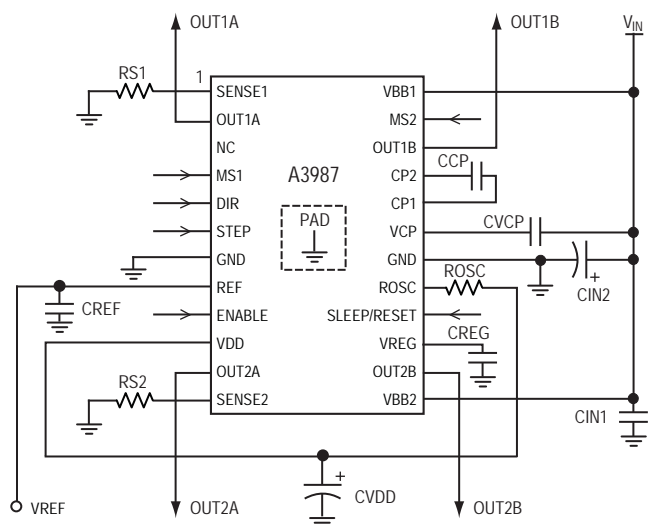 OUT1A
OUT1B
VIN
RS1
1
SENSE1
VBB1
OUT1A
MS2
NC
OUT1B
CCP
A3987
CP2
MS1
CP1
DIR
PAD
STEP
VCP
CVCP
GND
GND
ROSC
+
CIN2
REF
ROSC
CREF
ENABLE
SLEEP/RESET
CREG
VDD
VREG
RS2
OUT2A
OUT2B
SENSE2
VBB2
CIN1
+
CVDD
VREF
OUT2A
OUT2B